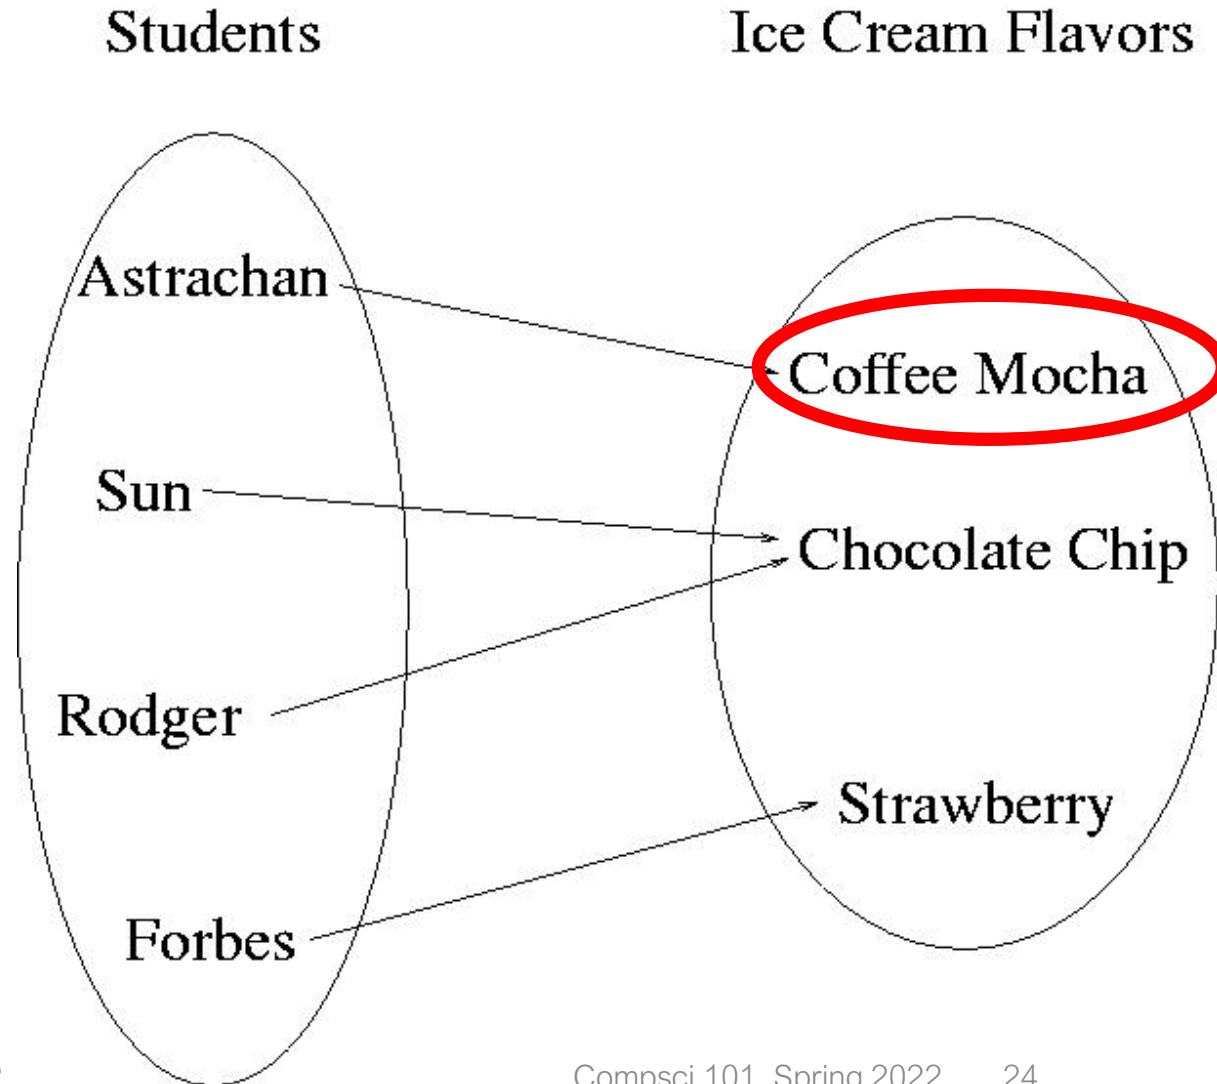 Students
Ice Cream Flavors
Astrachan
Coffee Mocha
Sun
Chocolate Chip
Rodger
Strawberry
Forbes
Compsci 101, Spring 2022 24